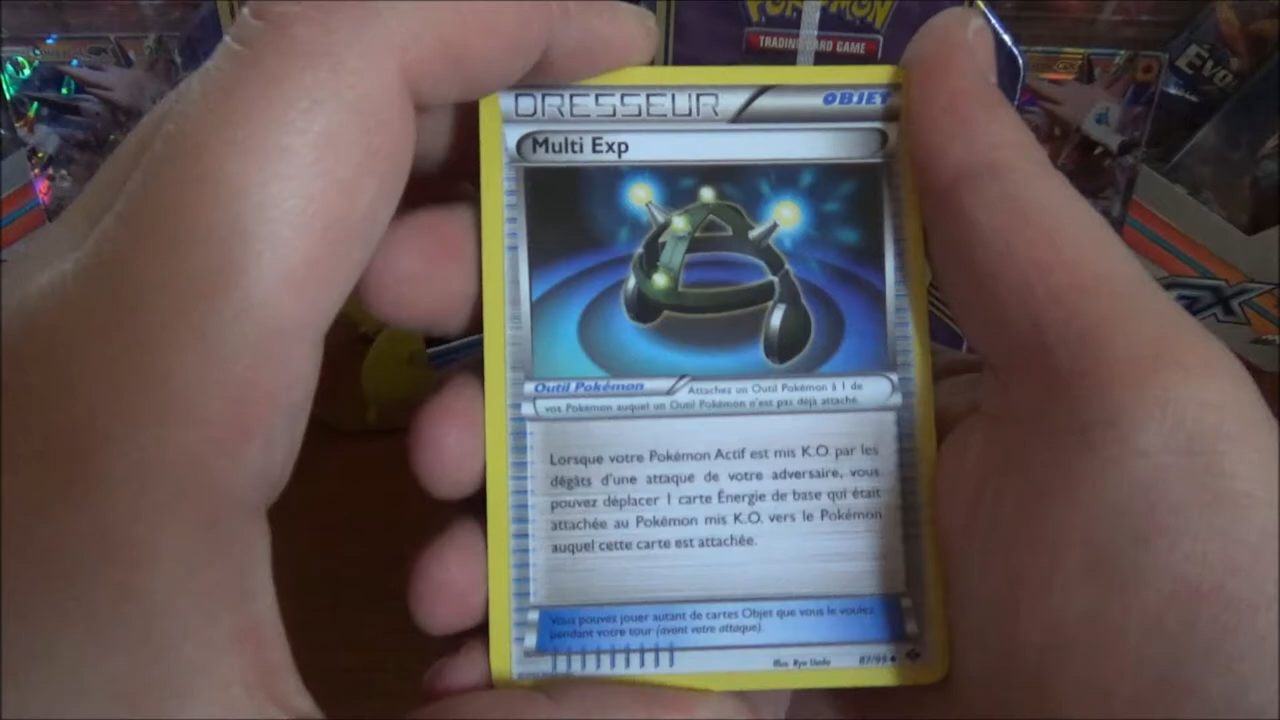 POKÉMON
TRADING CARD GAME
ÉVO
DRESSEUR OBJET
Multi Exp
Outil Pokémon Attachez un Outil Pokémon à 1 de
vos Pokémon auquel un Outil Pokémon n'est pas déjà attaché.
Lorsque votre Pokémon Actif est mis K.O. par les
dégâts d'une attaque de votre adversaire, vous
pouvez déplacer 1 carte Énergie de base qui était
attachée au Pokémon mis K.O. vers le Pokémon
auquel cette carte est attachée.
Vous pouvez jouer autant de cartes Objet que vous le voulez
pendant votre tour (avant votre attaque).
Illus. Ryo Ueda 87/99
GX